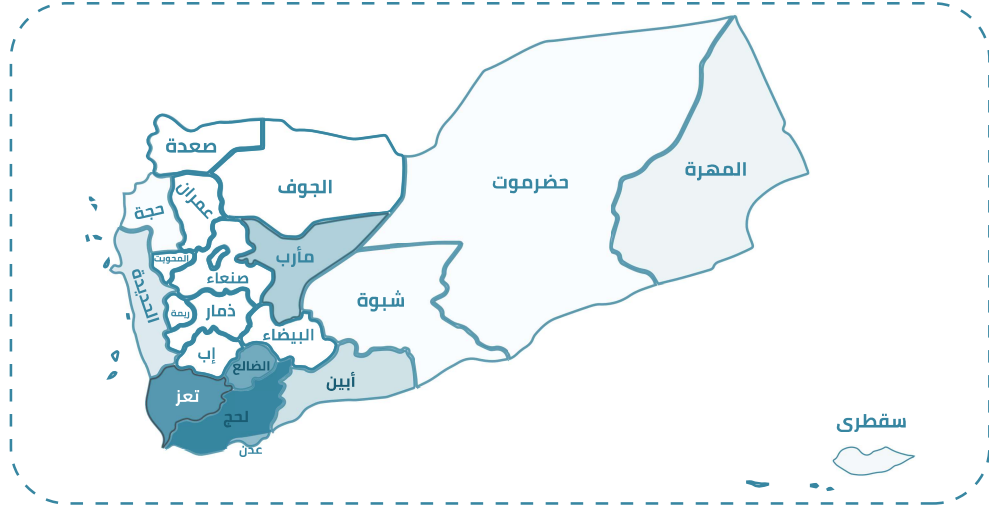 صعدة
الجوف
حضرموت
المهرة
عمران
حجة
مأرب
المحويت
صنعاء
الحديدة
شبوة
ريمة
ذمار
البيضاء
إب
الضالع
أبين
تعز
لحج
عدن
سقطرى